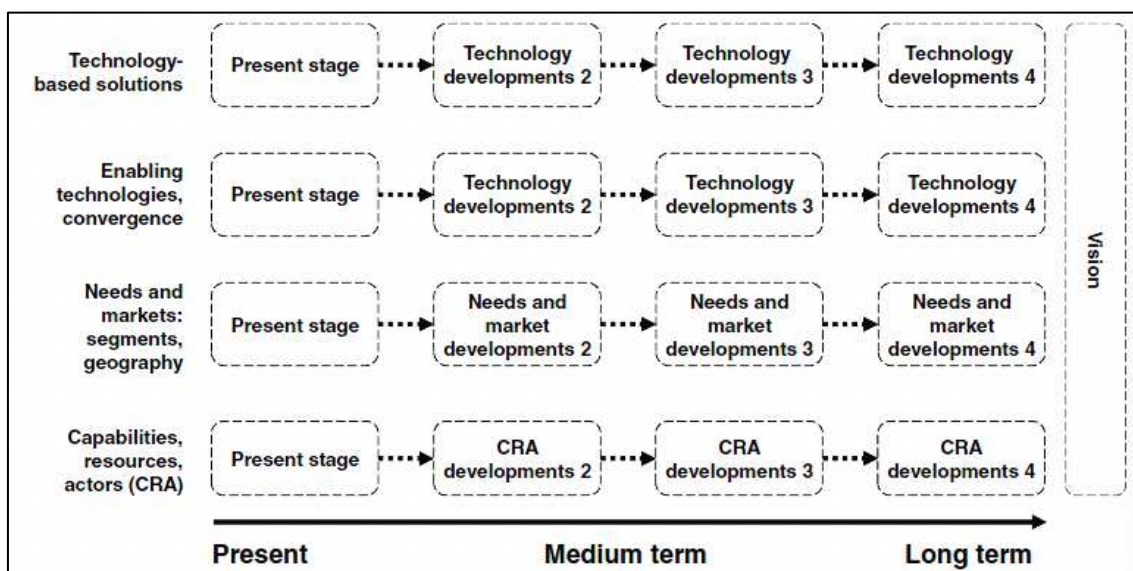 Technology-
based solutions
Present stage
Technology
developments 2
Technology
developments 3
Technology
developments 4
Enabling
technologies,
convergence
Present stage
Technology
developments 2
Technology
developments 3
Technology
developments 4
Needs and
markets:
segments,
geography
Present stage
Needs and
market
developments 2
Needs and
market
developments 3
Needs and
market
developments 4
Capabilities,
resources,
actors (CRA)
Present stage
CRA
developments 2
CRA
developments 3
CRA
developments 4
Vision
Present
Medium term
Long term